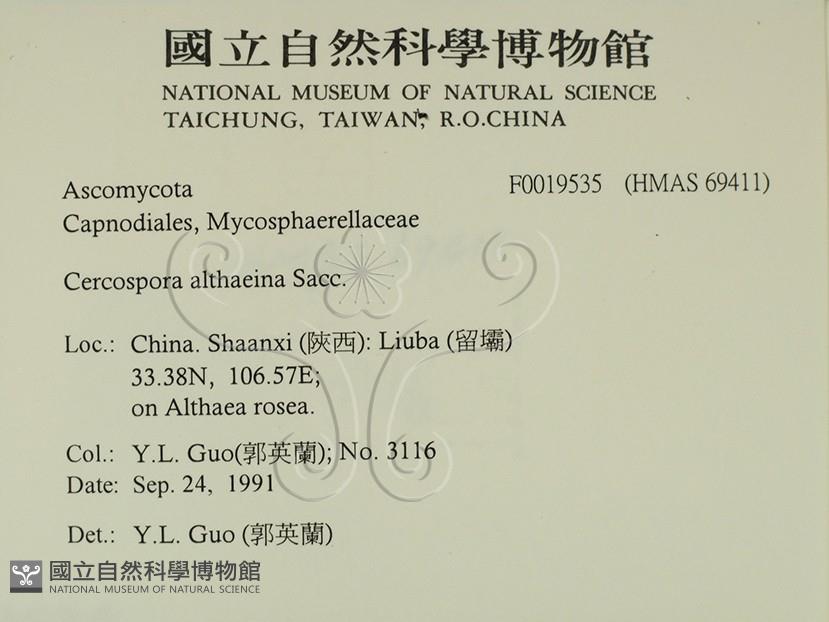 國立自然科學博物館
NATIONAL MUSEUM OF NATURAL SCIENCE
TAICHUNG, TAIWAN, R.O.CHINA
Ascomycota F0019535 (HMAS 69411)
Capnodiales, Mycosphaerellaceae
Cercospora althaeina Sacc.
Loc.: China. Shaanxi (陝西): Liuba (留壩)
33.38N, 106.57E;
on Althaea rosea.
Col.: Y.L. Guo(郭英蘭); No. 3116
Date: Sep. 24, 1991
Det.: Y.L. Guo (郭英蘭)
國立自然科學博物館
NATIONAL MUSEUM OF NATURAL SCIENCE